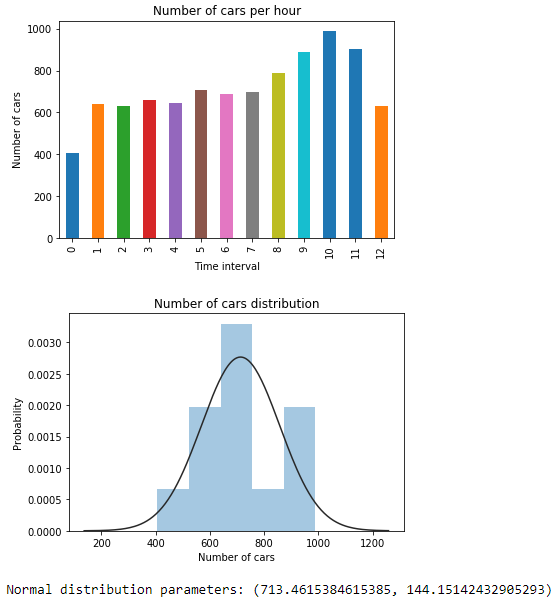 Number of cars per hour
1000
800
600
400
200
0
Number of cars
0 1 2 3 4 5 6 7 8 9 10 11 12
Time interval
Number of cars distribution
0.0030
0.0025
0.0020
0.0015
0.0010
0.0005
0.0000
Probability
200 400 600 800 1000 1200
Number of cars
Normal distribution parameters: (713.4615384615385, 144.15142432905293)